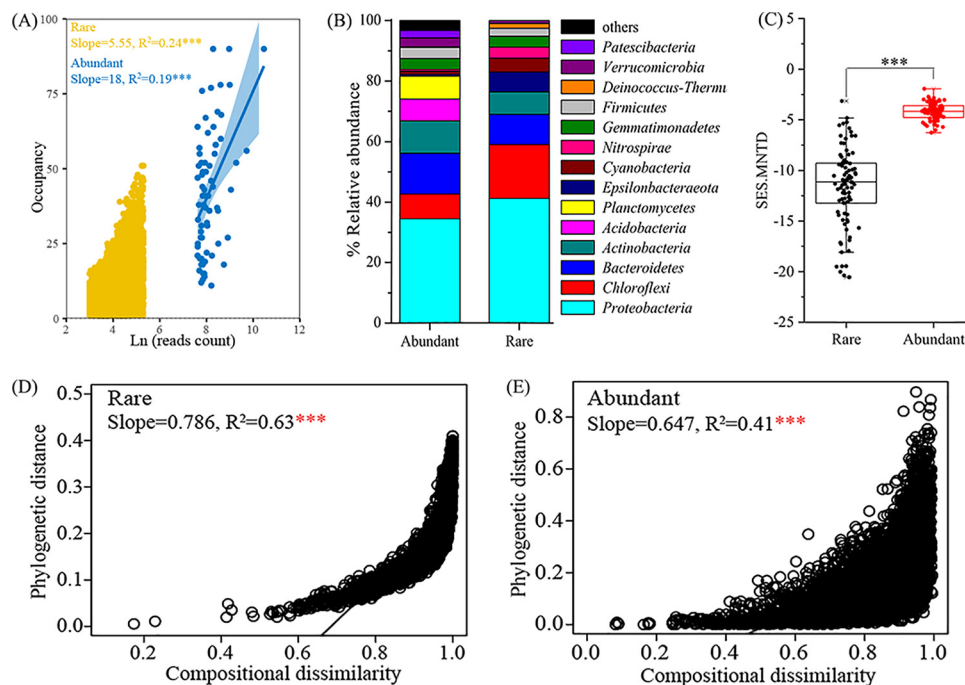 (A)
Rare
Slope=5.55, R²=0.24***
Abundant
Slope=18, R²=0.19***
100
75
50
25
0
Occupancy
2 4 6 8 10 12
Ln (reads count)
(B)
100
80
60
40
20
0
% Relative abundance
Abundant Rare
others
Patescibacteria
Verrucomicrobia
Deinococcus-Thermu
Firmicutes
Gemmatimonadetes
Nitrospirae
Cyanobacteria
Epsilonbacteraeota
Planctomycetes
Acidobacteria
Actinobacteria
Bacteroidetes
Chloroflexi
Proteobacteria
(C)
***
0
-5
-10
-15
-20
-25
SES.MNTD
Rare Abundant
(D)
Rare
Slope=0.786, R²=0.63***
0.5
0.4
0.3
0.2
0.1
0.0
Phylogenetic distance
0.2 0.4 0.6 0.8 1.0
Compositional dissimilarity
(E)
Abundant
Slope=0.647, R²=0.41***
0.8
0.6
0.4
0.2
0.0
Phylogenetic distance
0.0 0.2 0.4 0.6 0.8 1.0
Compositional dissimilarity